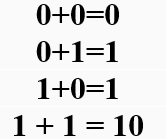 0+0=0
0+1=1
1+0=1
1 + 1 = 10